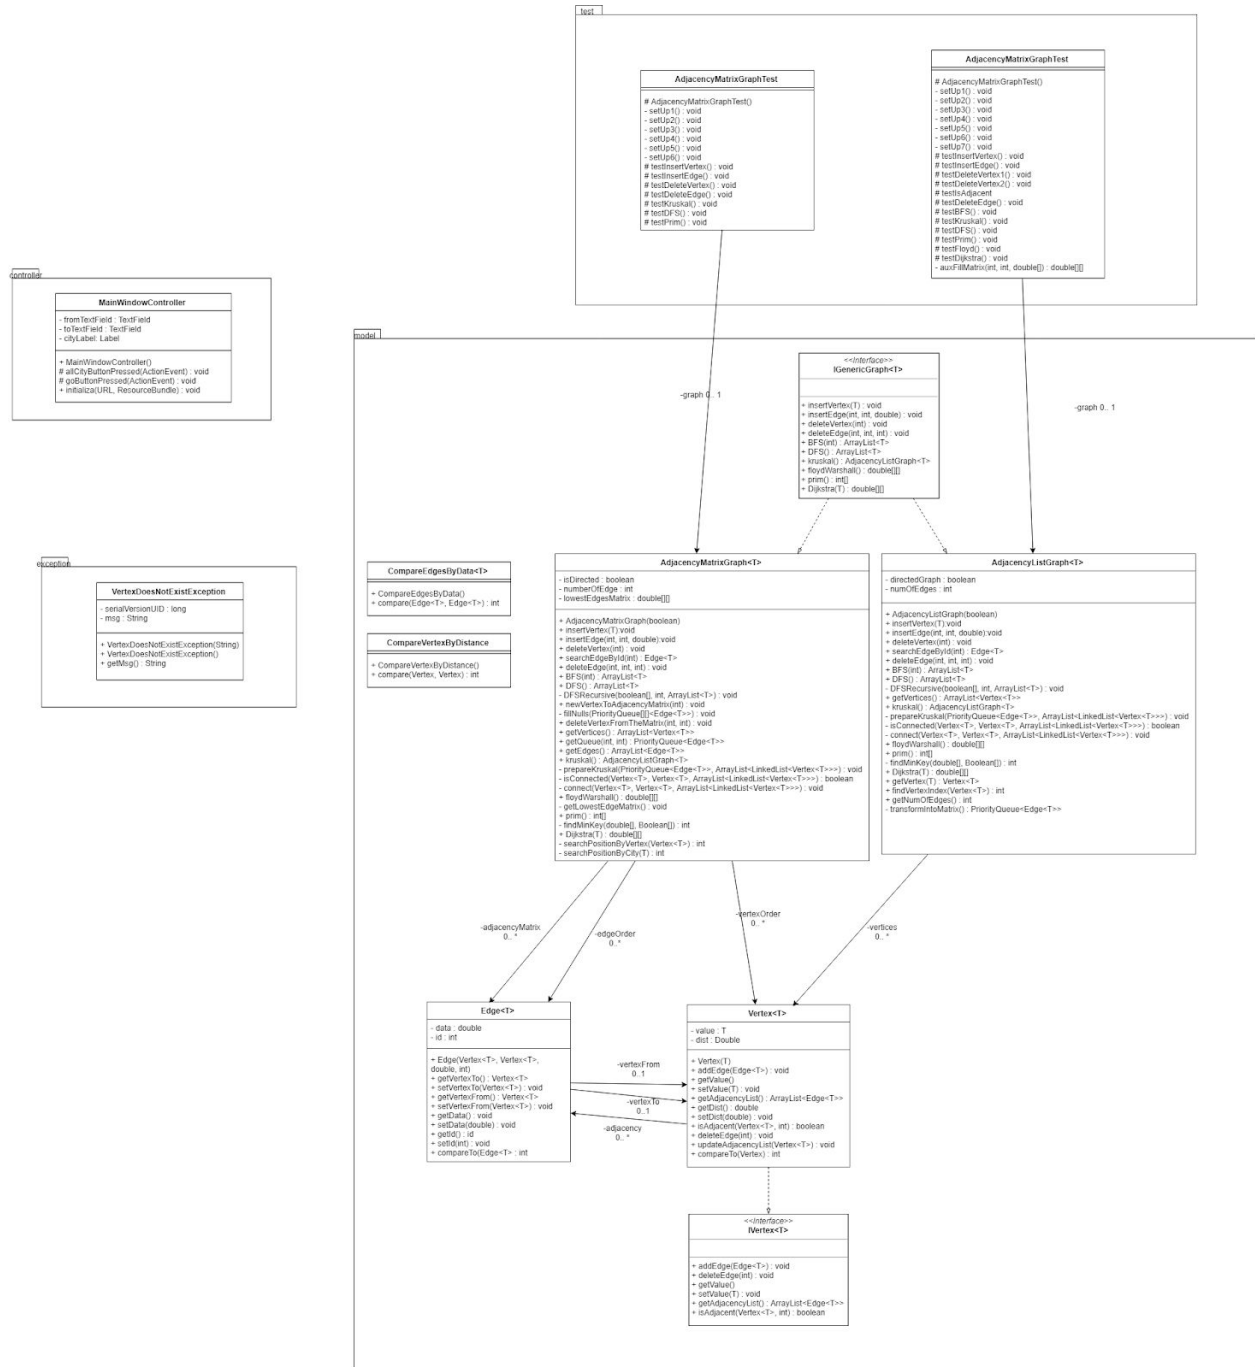 test
AdjacencyMatrixGraphTest
# AdjacencyMatrixGraphTest()
- setUp1() : void
- setUp2() : void
- setUp3() : void
- setUp4() : void
- setUp5() : void
- setUp6() : void
# testInsertVertex() : void
# testInsertEdge() : void
# testDeleteVertex() : void
# testDeleteEdge() : void
# testKruskal() : void
# testDFS() : void
# testPrim() : void
AdjacencyMatrixGraphTest
# AdjacencyMatrixGraphTest()
- setUp1() : void
- setUp2() : void
- setUp3() : void
- setUp4() : void
- setUp5() : void
- setUp6() : void
- setUp7() : void
# testInsertVertex() : void
# testInsertEdge() : void
# testDeleteVertex1() : void
# testDeleteVertex2() : void
# testIsAdjacent
# testDeleteEdge() : void
# testBFS() : void
# testKruskal() : void
# testDFS() : void
# testPrim() : void
# testFloyd() : void
# testDijkstra() : void
- auxFillMatrix(int, int, double[]) : double[][]
controller
MainWindowController
- fromTextField : TextField
- toTextField : TextField
- cityLabel: Label
+ MainWindowController()
# allCityButtonPressed(ActionEvent) : void
# goButtonPressed(ActionEvent) : void
+ initializa(URL, ResourceBundle) : void
exception
VertexDoesNotExistException
- serialVersionUID : long
- msg : String
+ VertexDoesNotExistException(String)
+ VertexDoesNotExistException()
+ getMsg() : String
model
-graph 0.. 1
-graph 0.. 1
<<Interface>>
IGenericGraph<T>
+ insertVertex(T) : void
+ insertEdge(int, int, double) : void
+ deleteVertex(int) : void
+ deleteEdge(int, int, int) : void
+ BFS(int) : ArrayList<T>
+ DFS() : ArrayList<T>
+ kruskal() : AdjacencyListGraph<T>
+ floydWarshall() : double[][]
+ prim() : int[]
+ Dijkstra(T) : double[][]
CompareEdgesByData<T>
+ CompareEdgesByData()
+ compare(Edge<T>, Edge<T>) : int
CompareVertexByDistance
+ CompareVertexByDistance()
+ compare(Vertex, Vertex) : int
AdjacencyMatrixGraph<T>
- isDirected : boolean
- numberOfEdge : int
- lowestEdgesMatrix : double[][]
+ AdjacencyMatrixGraph(boolean)
+ insertVertex(T):void
+ insertEdge(int, int, double):void
+ deleteVertex(int) : void
+ searchEdgeById(int) : Edge<T>
+ deleteEdge(int, int, int) : void
+ BFS(int) : ArrayList<T>
+ DFS() : ArrayList<T>
- DFSRecursive(boolean[], int, ArrayList<T>) : void
+ newVertexToAdjacencyMatrix(int) : void
- fillNulls(PriorityQueue[][]<Edge<T>>) : void
+ deleteVertexFromTheMatrix(int, int) : void
+ getVertices() : ArrayList<Vertex<T>>
+ getQueue(int, int) : PriorityQueue<Edge<T>>
+ getEdges() : ArrayList<Edge<T>>
+ kruskal() : AdjacencyListGraph<T>
- prepareKruskal(PriorityQueue<Edge<T>>, ArrayList<LinkedList<Vertex<T>>>) : void
- isConnected(Vertex<T>, Vertex<T>, ArrayList<LinkedList<Vertex<T>>>) : boolean
- connect(Vertex<T>, Vertex<T>, ArrayList<LinkedList<Vertex<T>>>) : void
+ floydWarshall() : double[][]
- getLowestEdgeMatrix() : void
+ prim() : int[]
- findMinKey(double[], Boolean[]) : int
+ Dijkstra(T) : double[][]
- searchPositionByVertex(Vertex<T>) : int
- searchPositionByCity(T) : int
AdjacencyListGraph<T>
- directedGraph : boolean
- numOfEdges : int
+ AdjacencyListGraph(boolean)
+ insertVertex(T):void
+ insertEdge(int, int, double):void
+ deleteVertex(int) : void
+ searchEdgeById(int) : Edge<T>
+ deleteEdge(int, int, int) : void
+ BFS(int) : ArrayList<T>
+ DFS() : ArrayList<T>
- DFSRecursive(boolean[], int, ArrayList<T>) : void
+ getVertices() : ArrayList<Vertex<T>>
+ kruskal() : AdjacencyListGraph<T>
- prepareKruskal(PriorityQueue<Edge<T>>, ArrayList<LinkedList<Vertex<T>>>) : void
- isConnected(Vertex<T>, Vertex<T>, ArrayList<LinkedList<Vertex<T>>>) : boolean
- connect(Vertex<T>, Vertex<T>, ArrayList<LinkedList<Vertex<T>>>) : void
+ floydWarshall() : double[][]
+ prim() : int[]
- findMinKey(double[], Boolean[]) : int
+ Dijkstra(T) : double[][]
+ getVertex(T) : Vertex<T>
+ findVertexIndex(Vertex<T>) : int
+ getNumOfEdges() : int
- transformIntoMatrix() : PriorityQueue<Edge<T>>
-adjacencyMatrix
0.. *
-edgeOrder
0..*
-vertexOrder
0.. *
-vertices
0.. *
Edge<T>
- data : double
- id : int
+ Edge(Vertex<T>, Vertex<T>,
double, int)
+ getVertexTo() : Vertex<T>
+ setVertexTo(Vertex<T>) : void
+ getVertexFrom() : Vertex<T>
+ setVertexFrom(Vertex<T>) : void
+ getData() : void
+ setData(double) : void
+ getId() : id
+ setId(int) : void
+ compareTo(Edge<T> : int
-vertexFrom
0..1
-vertexTo
0..1
-adjacency
0.. *
Vertex<T>
- value : T
- dist : Double
+ Vertex(T)
+ addEdge(Edge<T>) : void
+ getValue()
+ setValue(T) : void
+ getAdjacencyList() : ArrayList<Edge<T>>
+ getDist() : double
+ setDist(double) : void
+ isAdjacent(Vertex<T>, int) : boolean
+ deleteEdge(int) : void
+ updateAdjacencyList(Vertex<T>) : void
+ compareTo(Vertex) : int
<<Interface>>
IVertex<T>
+ addEdge(Edge<T>) : void
+ deleteEdge(int) : void
+ getValue()
+ setValue(T) : void
+ getAdjacencyList() : ArrayList<Edge<T>>
+ isAdjacent(Vertex<T>, int) : boolean